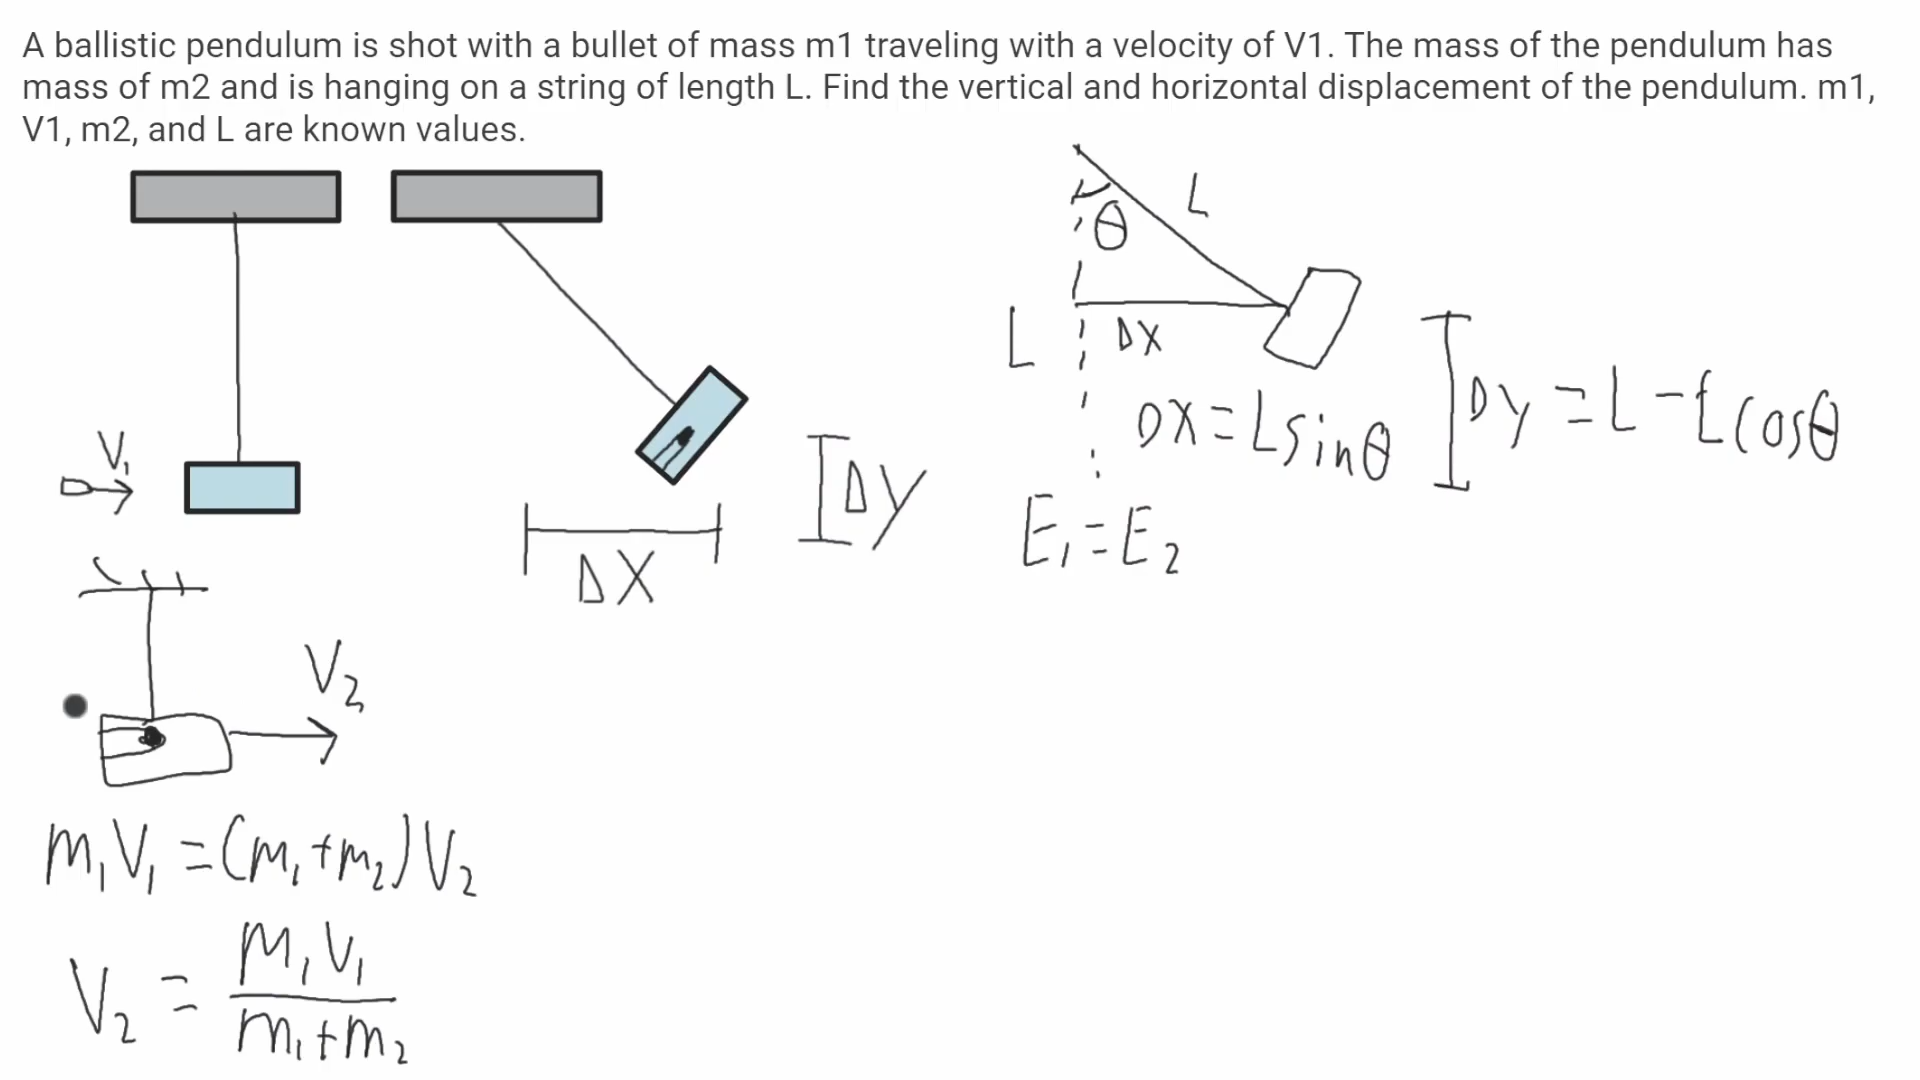 A ballistic pendulum is shot with a bullet of mass m1 traveling with a velocity of V1. The mass of the pendulum has
mass of m2 and is hanging on a string of length L. Find the vertical and horizontal displacement of the pendulum. m1,
V1, m2, and L are known values.
V₁
ΔX
Δy
V₂
m₁V₁ = (m₁+m₂)V₂
V₂ = m₁V₁ / m₁+m₂
L
θ
L
ΔX
ΔX = Lsinθ
Δy = L - Lcosθ
E₁ = E₂